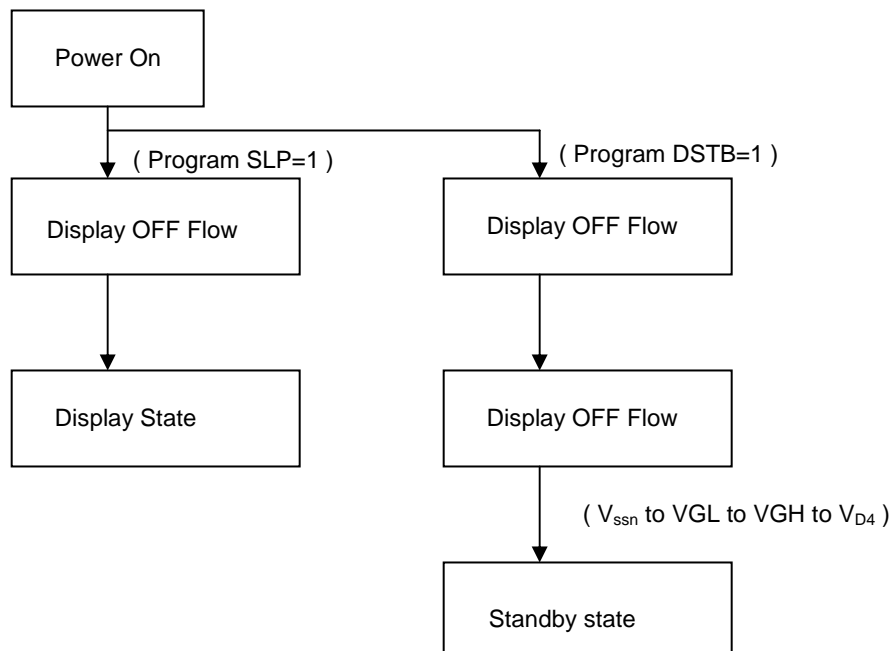 Power On
( Program SLP=1 )
( Program DSTB=1 )
Display OFF Flow
Display OFF Flow
Display State
Display OFF Flow
( Vssn to VGL to VGH to VD4 )
Standby state